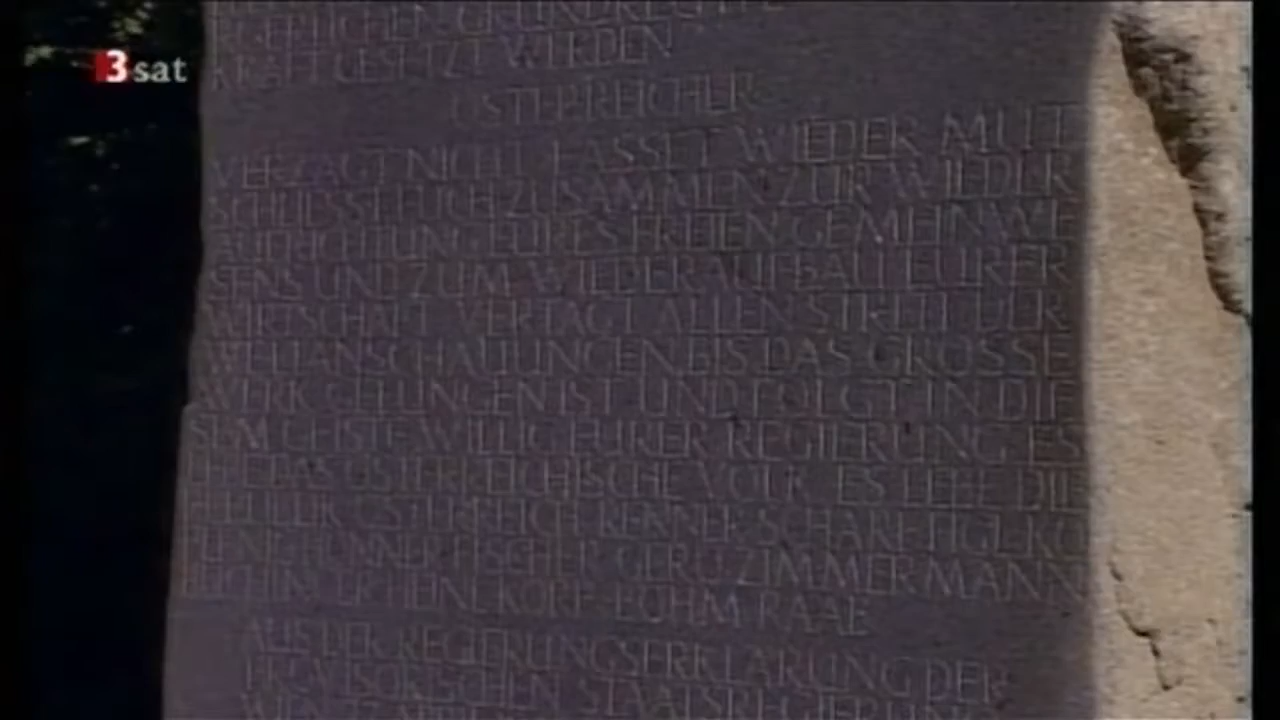 3sat
KRAFT GESETZT WERDEN
ÖSTERREICHER
VERZAGT NICHT FASSET WIEDER MUT
SCHLIESST EUCH ZUSAMMEN ZUR WIEDER
AUFRICHTUNG EURES FREIEN GEMEINWE
SENS UND ZUM WIEDERAUFBAU EURER
WIRTSCHAFT VERTAGT ALLEN STREIT DER
WELTANSCHAUUNGEN BIS DAS GROSSE
WERK GELUNGEN IST UND FOLGT IN DIE
SEM GEISTE WILLIG EURER REGIERUNG ES
LEBE DAS ÖSTERREICHISCHE VOLK ES LEBE DIE
REPUBLIK ÖSTERREICH RENNER SCHÄRF FIGL KO
PLENIG HONNER FISCHER GERÖ ZIMMERMANN
BUCHINGER HEINL KORP BÖHM RAAB
AUS DER REGIERUNGSERKLÄRUNG DER
PROVISORISCHEN STAATSREGIERUNG